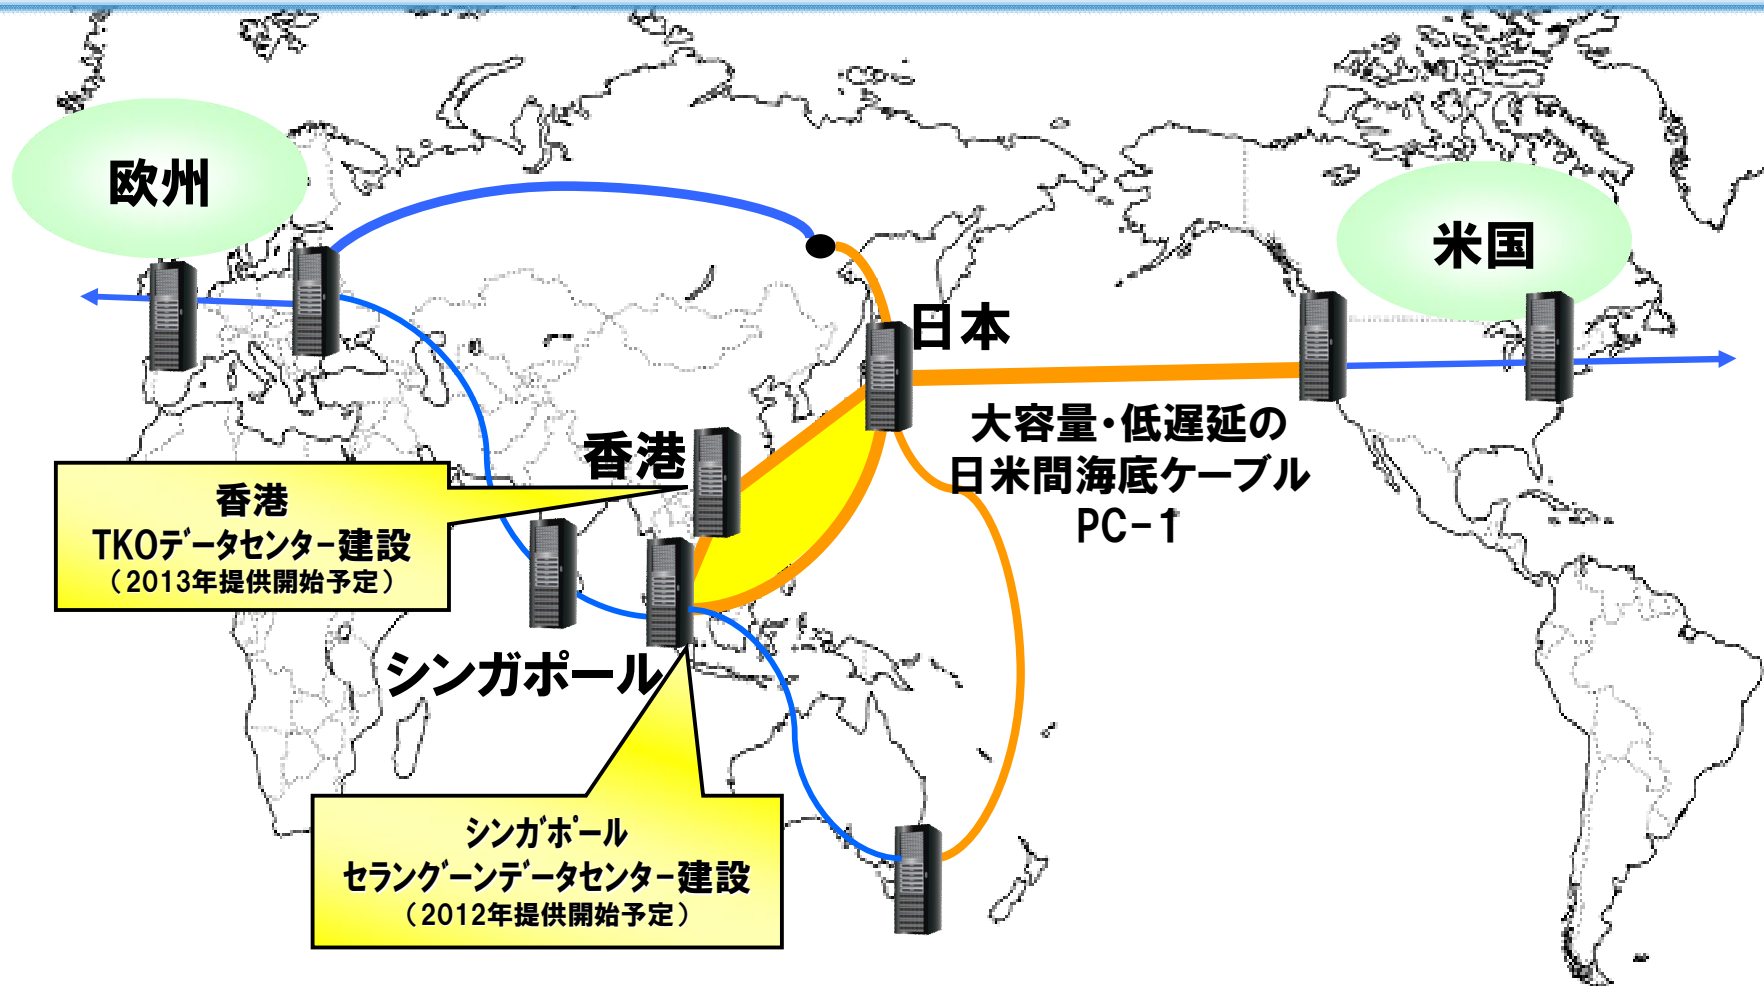 欧州
米国
日本
大容量・低遅延の
日米間海底ケーブル
PC-1
香港
香港
TKOデータセンター建設
（2013年提供開始予定）
シンガポール
シンガポール
セラングーンデータセンター建設
（2012年提供開始予定）